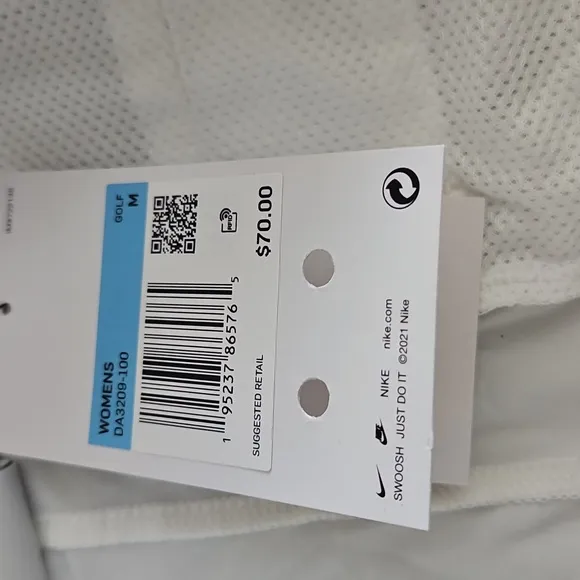 WOMENS GOLF
DA3209-100 M
RFID
1 95237 86576 5
SUGGESTED RETAIL $70.00
NIKE nike.com
SWOOSH JUST DO IT ©2021 Nike